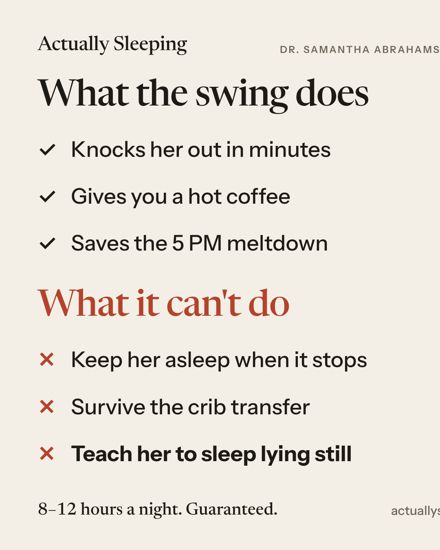 Actually Sleeping
DR. SAMANTHA ABRAHAMS
What the swing does
✓ Knocks her out in minutes
✓ Gives you a hot coffee
✓ Saves the 5 PM meltdown
What it can't do
✕ Keep her asleep when it stops
✕ Survive the crib transfer
✕ Teach her to sleep lying still
8–12 hours a night. Guaranteed.
actuallys